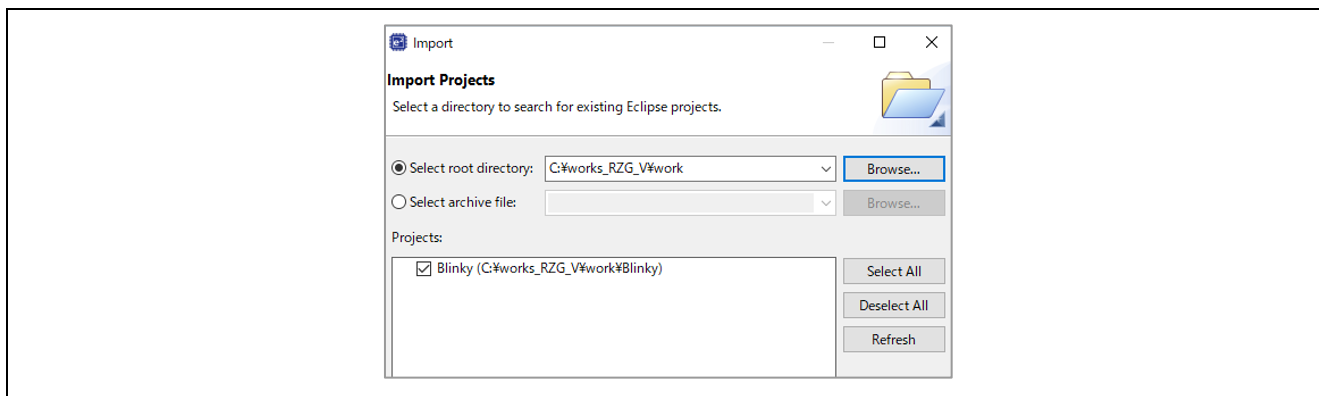 Import
Import Projects
Select a directory to search for existing Eclipse projects.
Select root directory: C:¥works_RZG_V¥work Browse...
Select archive file: Browse...
Projects:
Blinky (C:¥works_RZG_V¥work¥Blinky)
Select All
Deselect All
Refresh